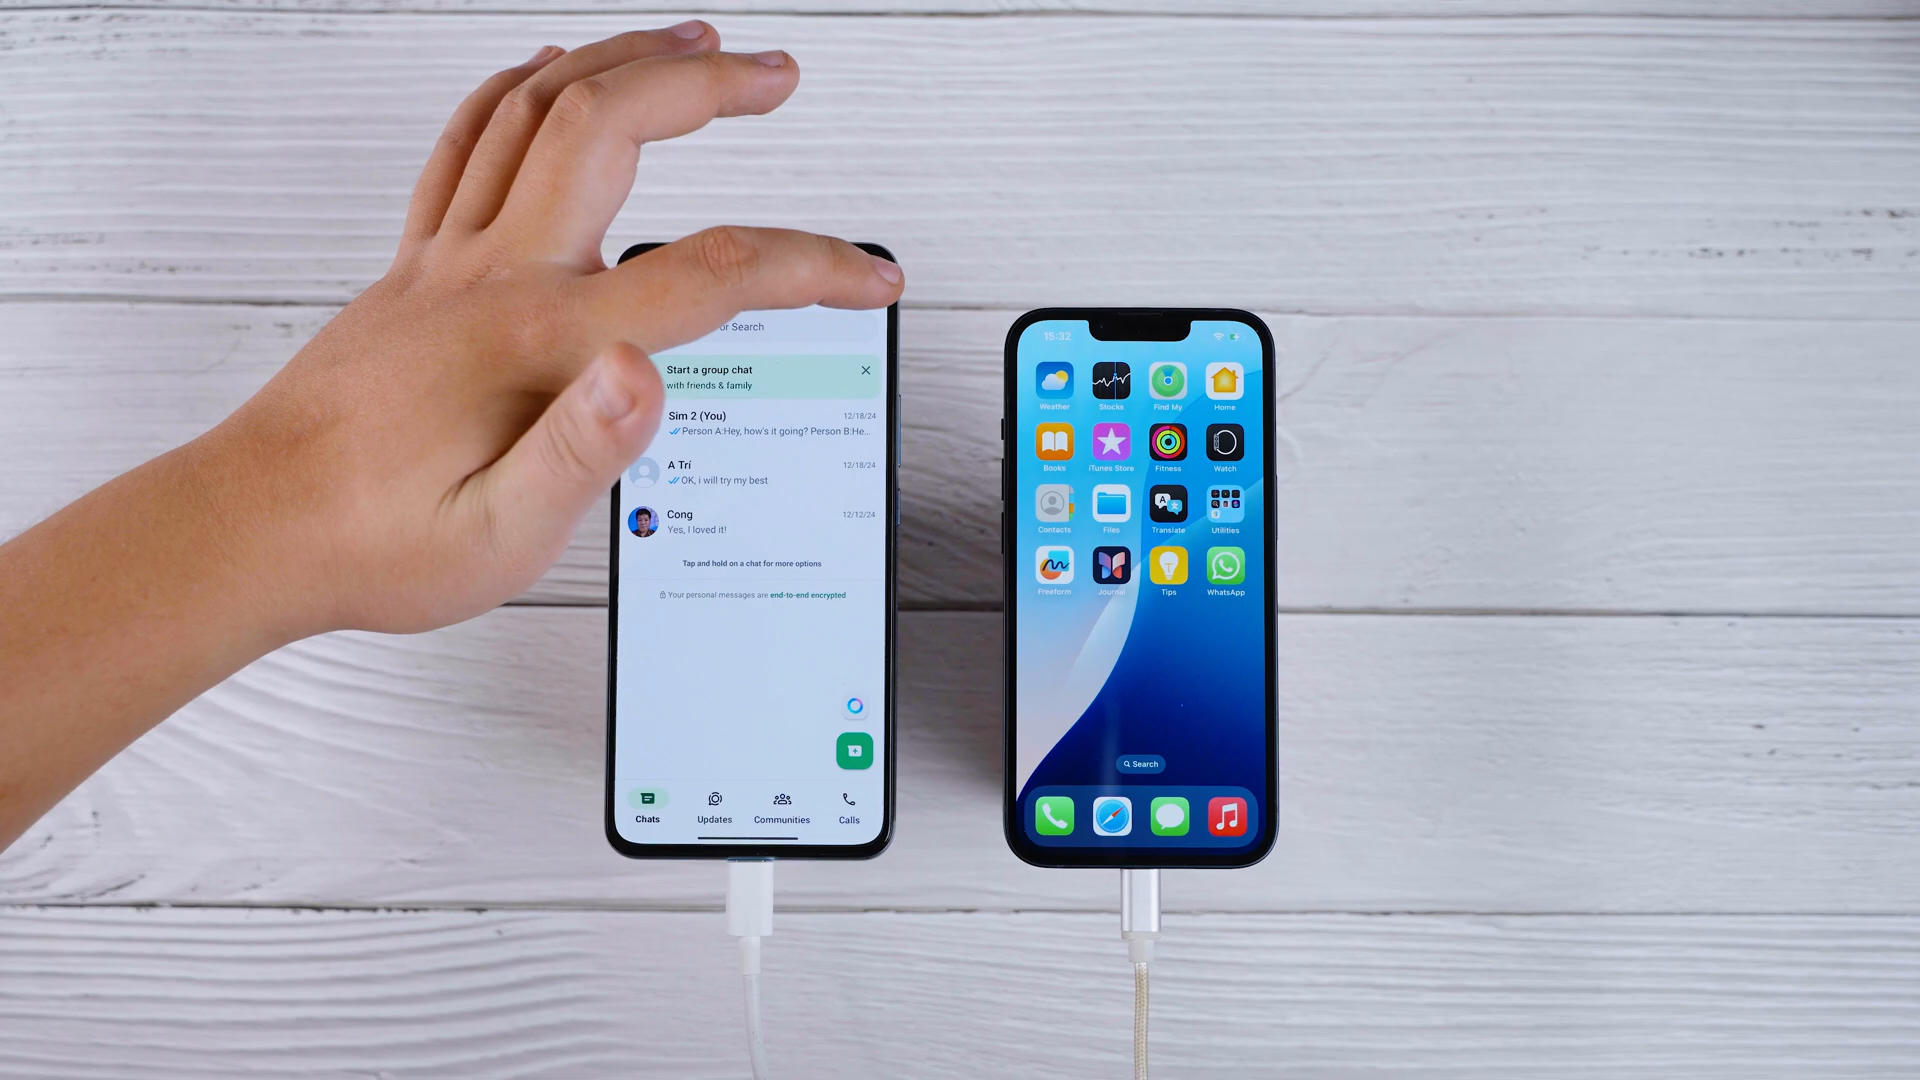 or Search
Start a group chat
with friends & family
Sim 2 (You) 12/18/24
Person A:Hey, how's it going? Person B:He...
A Trí 12/18/24
OK, i will try my best
Cong 12/12/24
Yes, I loved it!
Tap and hold on a chat for more options
Your personal messages are end-to-end encrypted
Chats Updates Communities Calls
15:32
Weather Stocks Find My Home
Books iTunes Store Fitness Watch
Contacts Files Translate Utilities
Freeform Journal Tips WhatsApp
Search